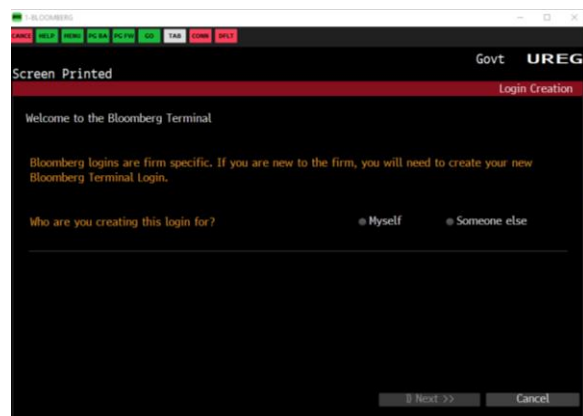 1-BLOOMBERG
CANCE HELP MENU PG BA PG FW GO TAB CONN DFLT
Govt UREG
Screen Printed
Login Creation
Welcome to the Bloomberg Terminal
Bloomberg logins are firm specific. If you are new to the firm, you will need to create your new
Bloomberg Terminal Login.
Who are you creating this login for? Myself Someone else
Next >> Cancel